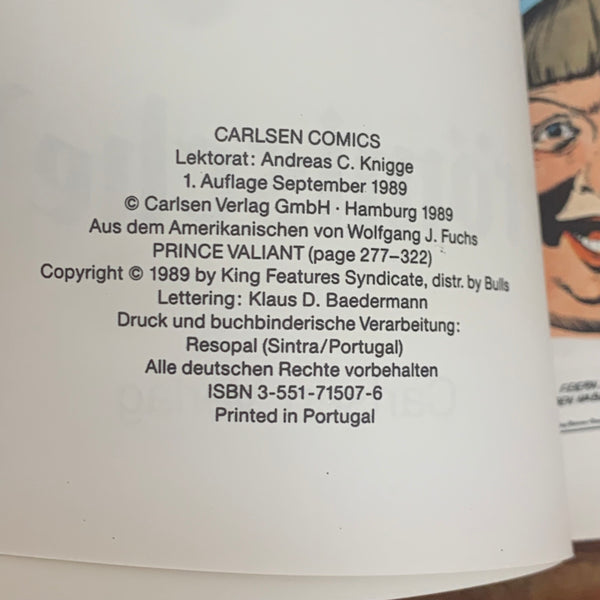 CARLSEN COMICS
Lektorat: Andreas C. Knigge
1. Auflage September 1989
© Carlsen Verlag GmbH · Hamburg 1989
Aus dem Amerikanischen von Wolfgang J. Fuchs
PRINCE VALIANT (page 277–322)
Copyright © 1989 by King Features Syndicate, distr. by Bulls
Lettering: Klaus D. Baedermann
Druck und buchbinderische Verarbeitung:
Resopal (Sintra/Portugal)
Alle deutschen Rechte vorbehalten
ISBN 3-551-71507-6
Printed in Portugal